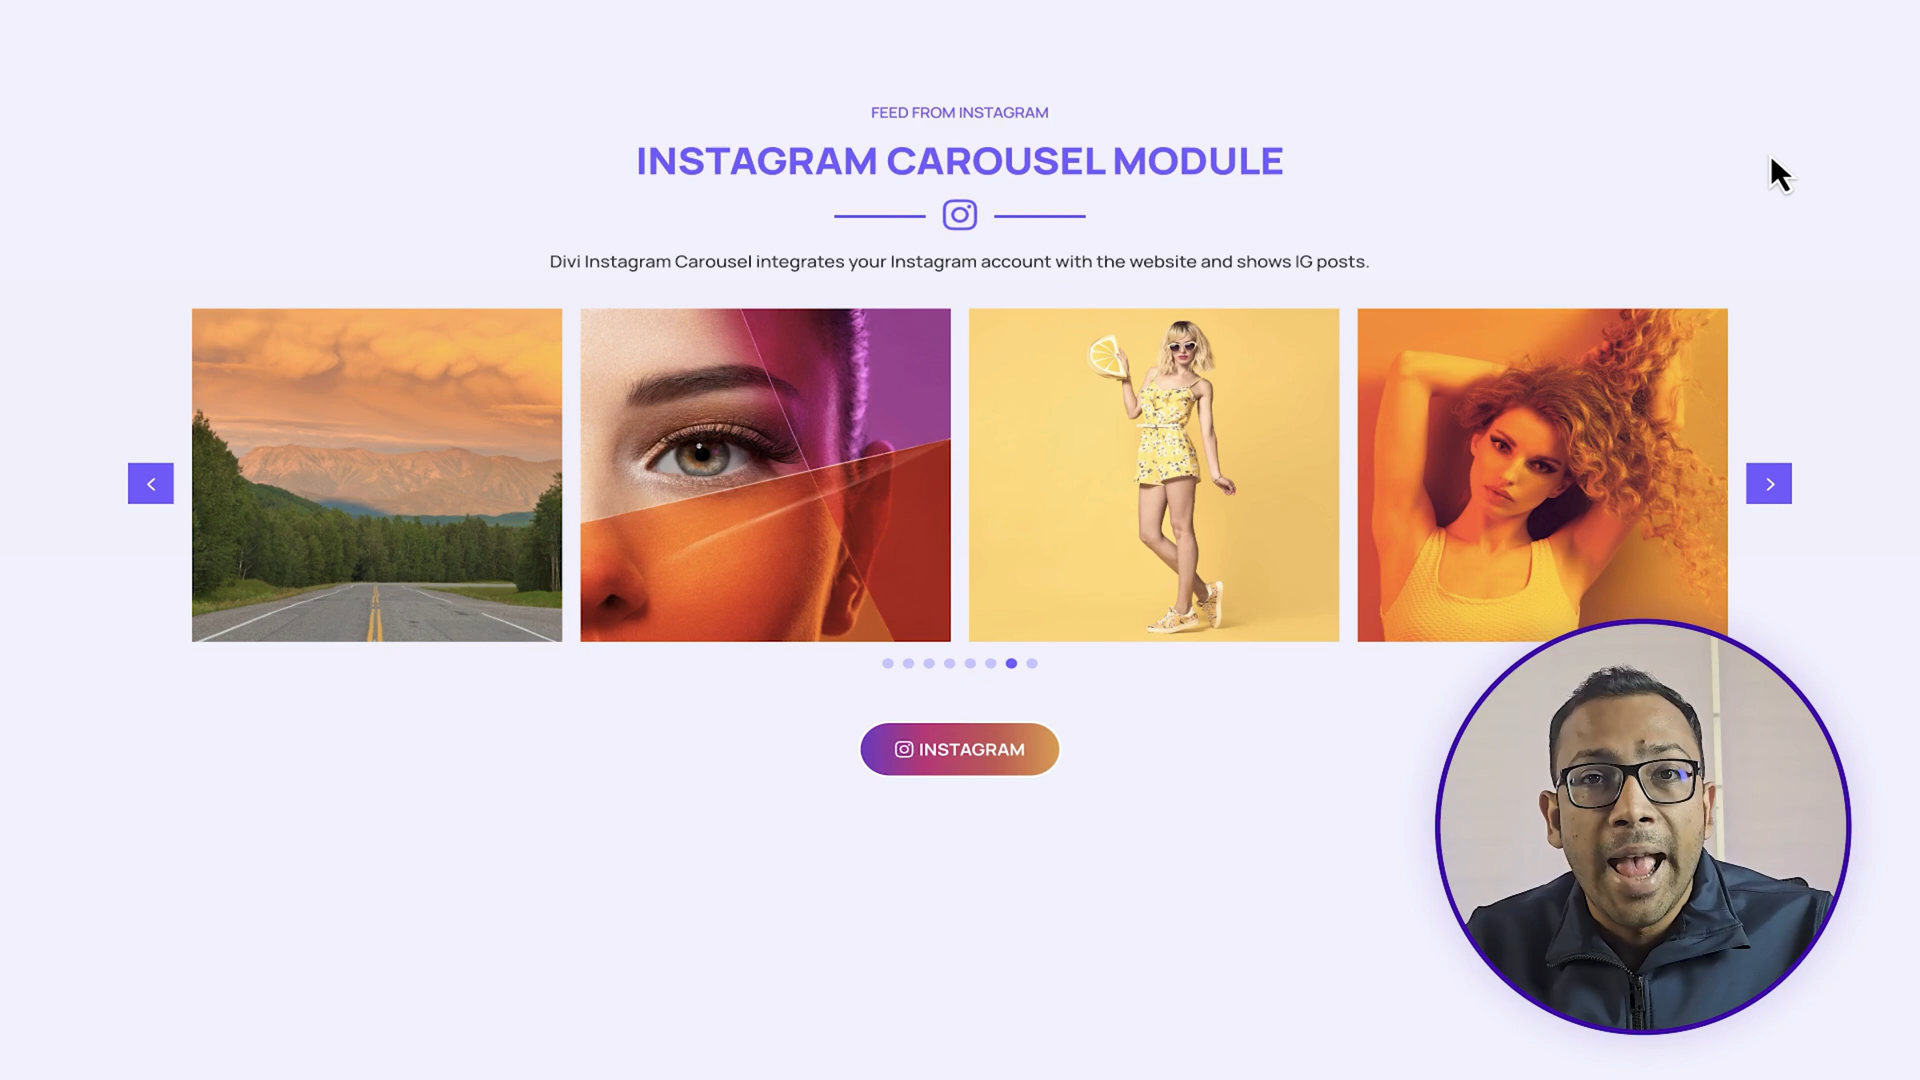 FEED FROM INSTAGRAM
INSTAGRAM CAROUSEL MODULE
Divi Instagram Carousel integrates your Instagram account with the website and shows IG posts.
INSTAGRAM